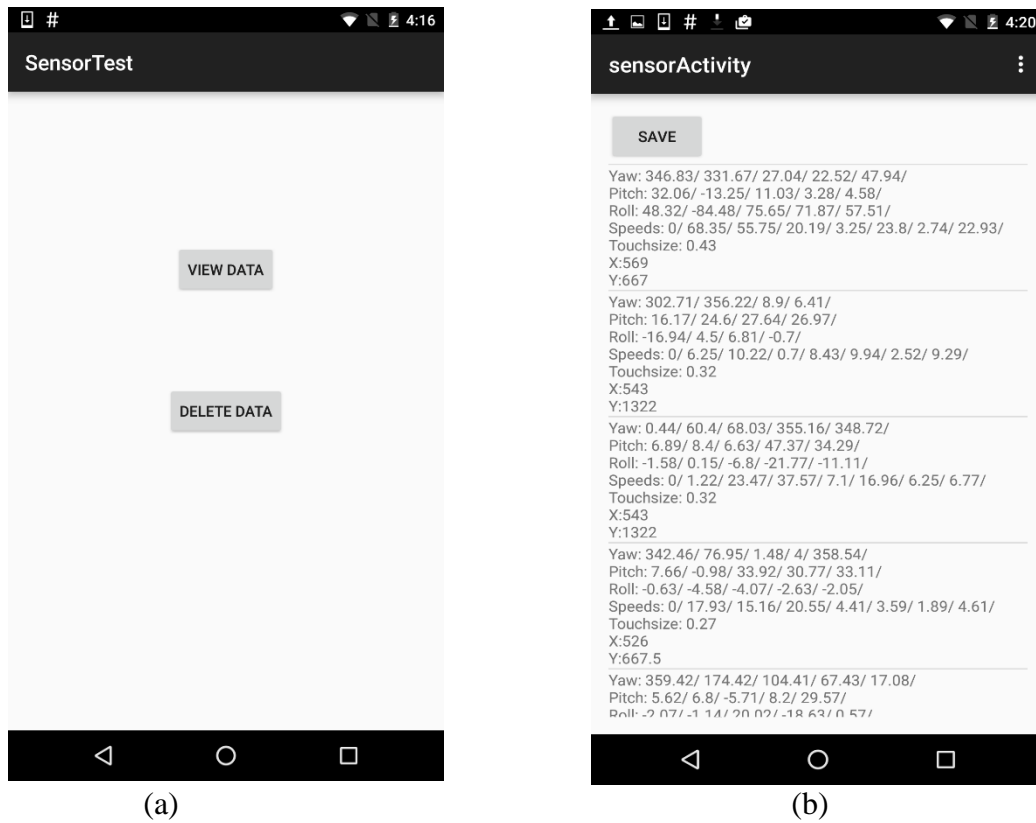 # 4:16
SensorTest
VIEW DATA
DELETE DATA
(a)
# 4:20
sensorActivity
SAVE
Yaw: 346.83/ 331.67/ 27.04/ 22.52/ 47.94/
Pitch: 32.06/ -13.25/ 11.03/ 3.28/ 4.58/
Roll: 48.32/ -84.48/ 75.65/ 71.87/ 57.51/
Speeds: 0/ 68.35/ 55.75/ 20.19/ 3.25/ 23.8/ 2.74/ 22.93/
Touchsize: 0.43
X:569
Y:667
Yaw: 302.71/ 356.22/ 8.9/ 6.41/
Pitch: 16.17/ 24.6/ 27.64/ 26.97/
Roll: -16.94/ 4.5/ 6.81/ -0.7/
Speeds: 0/ 6.25/ 10.22/ 0.7/ 8.43/ 9.94/ 2.52/ 9.29/
Touchsize: 0.32
X:543
Y:1322
Yaw: 0.44/ 60.4/ 68.03/ 355.16/ 348.72/
Pitch: 6.89/ 8.4/ 6.63/ 47.37/ 34.29/
Roll: -1.58/ 0.15/ -6.8/ -21.77/ -11.11/
Speeds: 0/ 1.22/ 23.47/ 37.57/ 7.1/ 16.96/ 6.25/ 6.77/
Touchsize: 0.32
X:543
Y:1322
Yaw: 342.46/ 76.95/ 1.48/ 4/ 358.54/
Pitch: 7.66/ -0.98/ 33.92/ 30.77/ 33.11/
Roll: -0.63/ -4.58/ -4.07/ -2.63/ -2.05/
Speeds: 0/ 17.93/ 15.16/ 20.55/ 4.41/ 3.59/ 1.89/ 4.61/
Touchsize: 0.27
X:526
Y:667.5
Yaw: 359.42/ 174.42/ 104.41/ 67.43/ 17.08/
Pitch: 5.62/ 6.8/ -5.71/ 8.2/ 29.57/
Roll: -2.07/ -1.14/ 20.02/ -18.63/ 0.57/
(b)